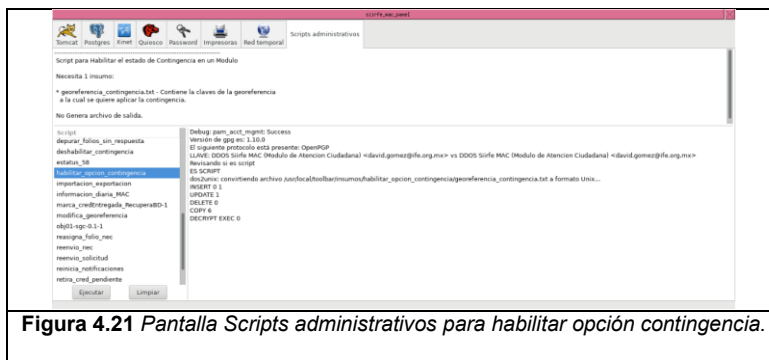 siirfe_mac_panel
Tomcat Postgres Kinet Quiosco Password Impresoras Red temporal Scripts administrativos
Script para Habilitar el estado de Contingencia en un Modulo
Necesita 1 insumo:
* georeferencia_contingencia.txt - Contiene la claves de la georeferencia
a la cual se quiere aplicar la contingencia.
No Genera archivo de salida.
Script
depurar_folios_sin_respuesta
deshabilitar_contingencia
estatus_58
habilitar_opcion_contingencia
importacion_exportacion
informacion_diaria_MAC
marca_credEntregada_RecuperaBD-1
modifica_georeferencia
obj01-sgc-0.1-1
reasigna_folio_nec
reenvio_nec
reenvio_solicitud
reinicia_notificaciones
retira_cred_pendiente
Ejecutar Limpiar
Debug: pam_acct_mgmt: Success
Versión de gpg es: 1.10.0
El siguiente protocolo está presente: OpenPGP
LLAVE: DDOS Siirfe MAC (Modulo de Atencion Ciudadana) <david.gomez@ife.org.mx> vs DDOS Siirfe MAC (Modulo de Atencion Ciudadana) <david.gomez@ife.org.mx>
Revisando si es script
ES SCRIPT
dos2unix: convirtiendo archivo /usr/local/toolbar/insumos/habilitar_opcion_contingencia/georeferencia_contingencia.txt a formato Unix...
INSERT 0 1
UPDATE 1
DELETE 0
COPY 6
DECRYPT EXEC 0
Figura 4.21 Pantalla Scripts administrativos para habilitar opción contingencia.